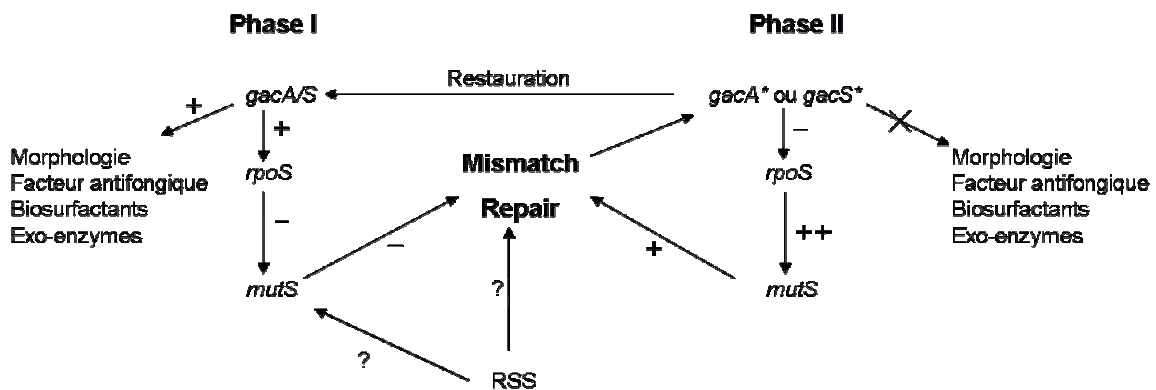 Phase I
Phase II
Restauration
gacA/S
gacA* ou gacS*
+
+
–
Morphologie
Facteur antifongique
Biosurfactants
Exo-enzymes
rpoS
Mismatch
Repair
rpoS
Morphologie
Facteur antifongique
Biosurfactants
Exo-enzymes
–
++
–
+
mutS
?
mutS
?
RSS